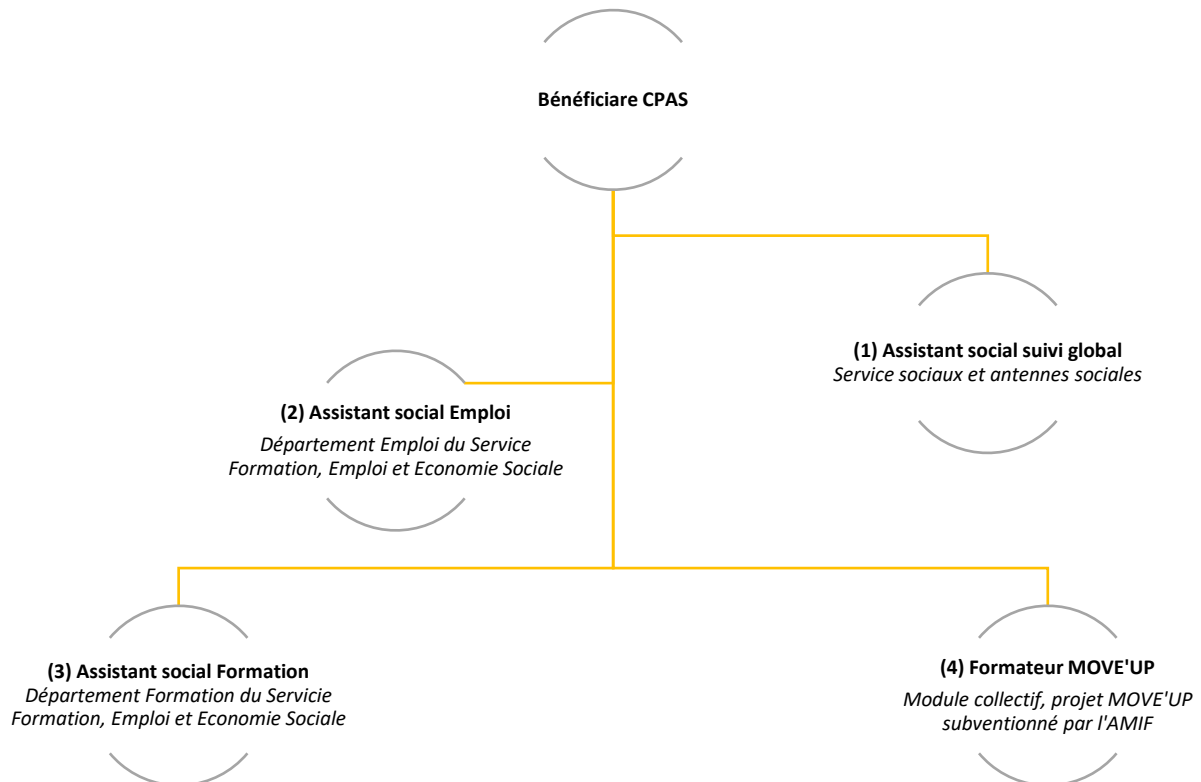 Bénéficiare CPAS
(1) Assistant social suivi global
Service sociaux et antennes sociales
(2) Assistant social Emploi
Département Emploi du Service
Formation, Emploi et Economie Sociale
(3) Assistant social Formation
Département Formation du Servicie
Formation, Emploi et Economie Sociale
(4) Formateur MOVE'UP
Module collectif, projet MOVE'UP
subventionné par l'AMIF